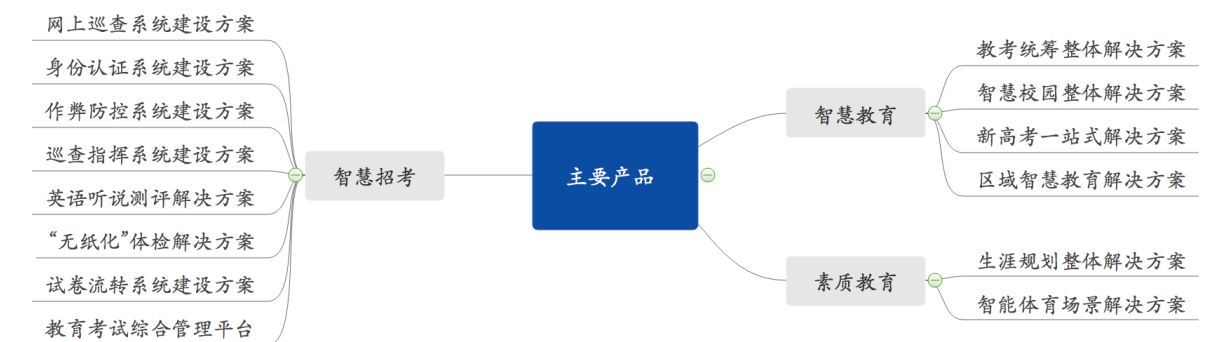 主要产品
智慧招考
网上巡查系统建设方案
身份认证系统建设方案
作弊防控系统建设方案
巡查指挥系统建设方案
英语听说测评解决方案
“无纸化”体检解决方案
试卷流转系统建设方案
教育考试综合管理平台
智慧教育
教考统筹整体解决方案
智慧校园整体解决方案
新高考一站式解决方案
区域智慧教育解决方案
素质教育
生涯规划整体解决方案
智能体育场景解决方案